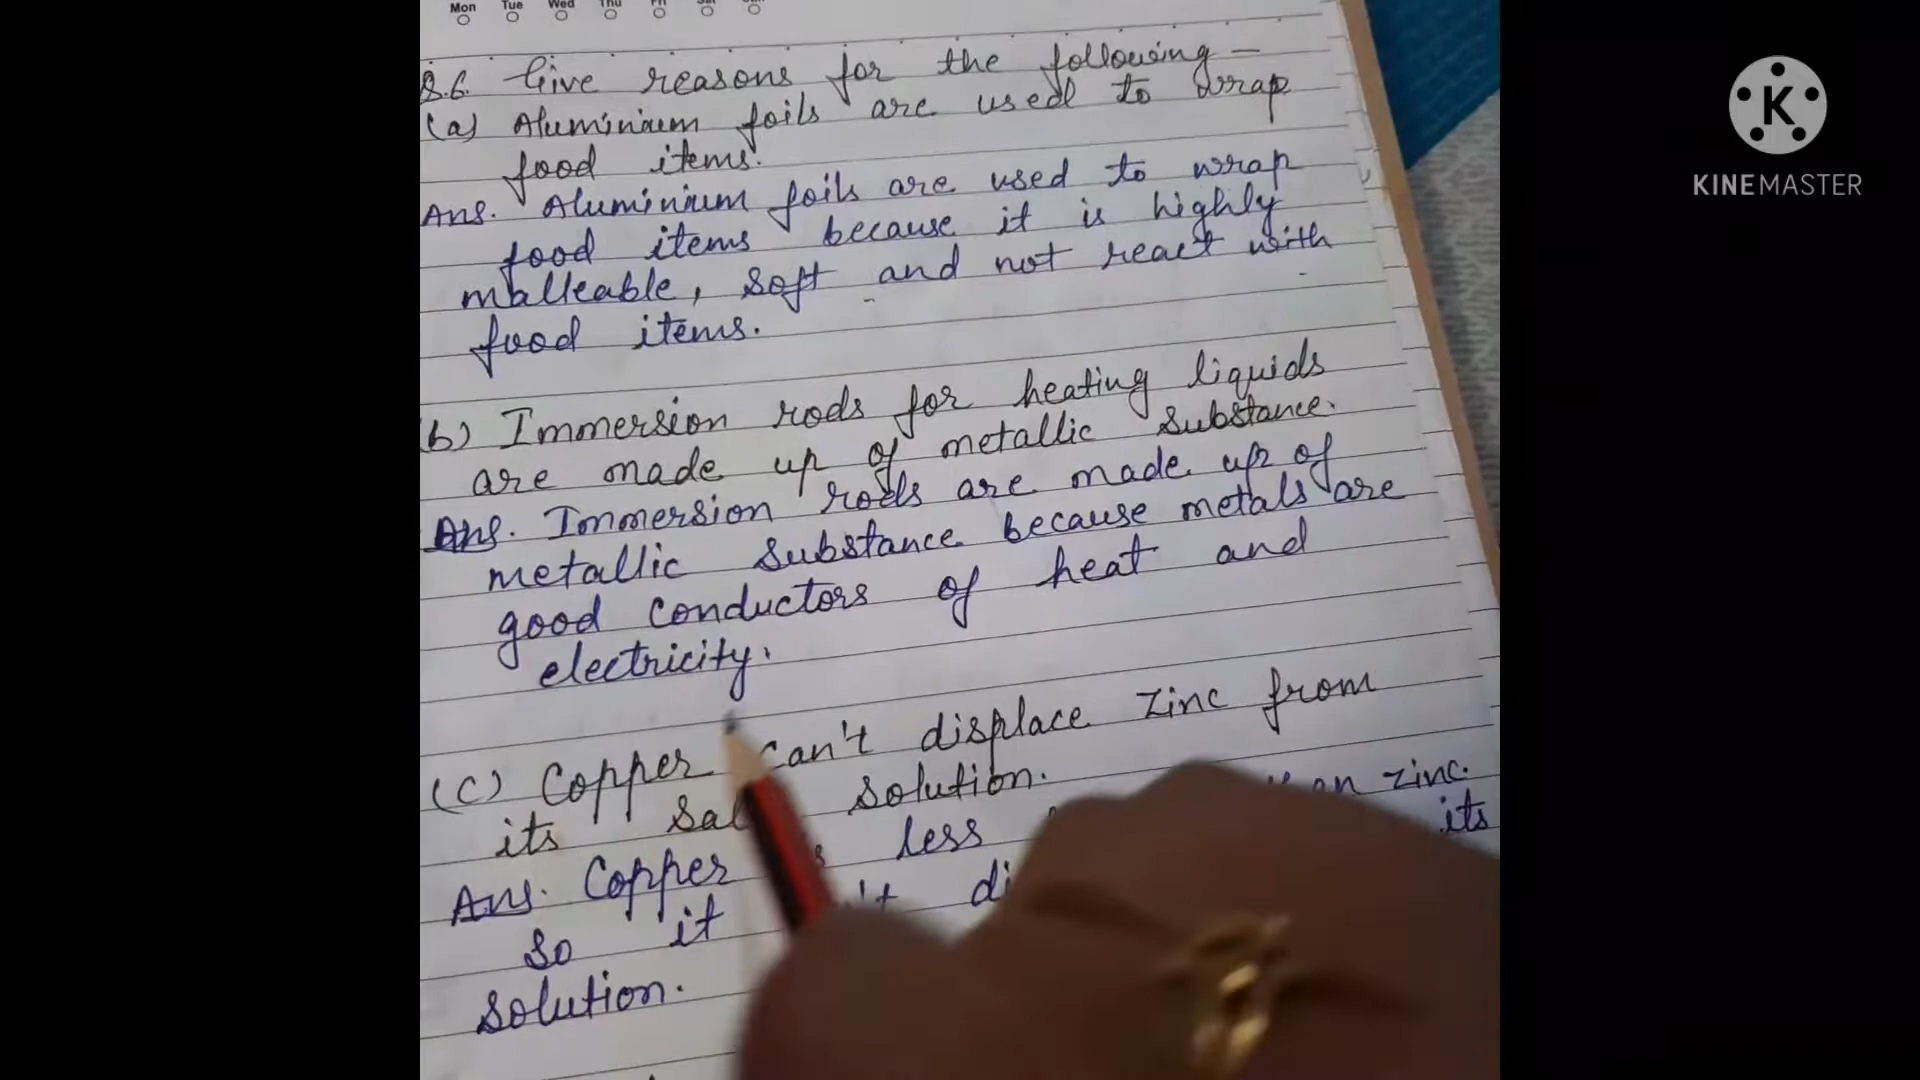 Mon Tue Wed Thu Fri Sat Sun
Q.6. Give reasons for the following -
(a) Aluminium foils are used to wrap
food items.
Ans. Aluminium foils are used to wrap
food items because it is highly
malleable, soft and not react with
food items.
(b) Immersion rods for heating liquids
are made up of metallic substance.
Ans. Immersion rods are made up of
metallic substance because metals are
good conductors of heat and
electricity.
(C) Copper can't displace zinc from
its solution.
Ans. Copper less zinc.
So it its
solution.
K
KINEMASTER